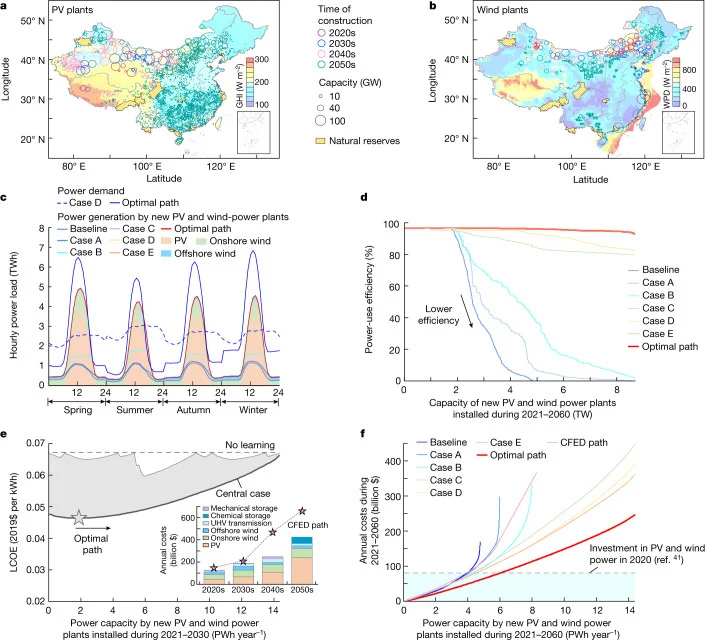 a
PV plants
50° N
40° N
30° N
20° N
Longitude
80° E
100° E
120° E
Latitude
GHI (W m−2)
300
200
100
Time of
construction
2020s
2030s
2040s
2050s
Capacity (GW)
10
40
100
Natural reserves
b
Wind plants
50° N
40° N
30° N
20° N
Longitude
80° E
100° E
120° E
Latitude
WPD (W m−2)
800
400
0
c
Power demand
Case D
Optimal path
Power generation by new PV and wind-power plants
Baseline
Case C
Optimal path
Case A
Case D
PV
Onshore wind
Case B
Case E
Offshore wind
Hourly power load (TWh)
8
7
6
5
4
3
2
1
0
12 24 12 24 12 24 12 24
Spring Summer Autumn Winter
d
Power-use efficiency (%)
100
80
60
40
20
0
Lower
efficiency
Baseline
Case A
Case B
Case C
Case D
Case E
Optimal path
0 2 4 6 8
Capacity of new PV and wind power plants
installed during 2021–2060 (TW)
e
LCOE (2019$ per kWh)
0.07
0.06
0.05
0.04
0.03
0.02
No learning
Central case
Optimal
path
Mechanical storage
Chemical storage
UHV transmission
Offshore wind
Onshore wind
PV
CFED path
Annual costs
(billion $)
600
400
200
0
2020s 2030s 2040s 2050s
0 2 4 6 8 10 12 14
Power capacity by new PV and wind power
plants installed during 2021–2030 (PWh year−1)
f
Annual costs during
2021–2060 (billion $)
400
300
200
100
0
Baseline
Case A
Case B
Case C
Case D
Case E
Optimal path
CFED path
Investment in PV and wind
power in 2020 (ref. 41)
0 2 4 6 8 10 12 14
Power capacity by new PV and wind power
plants installed during 2021–2060 (PWh year−1)